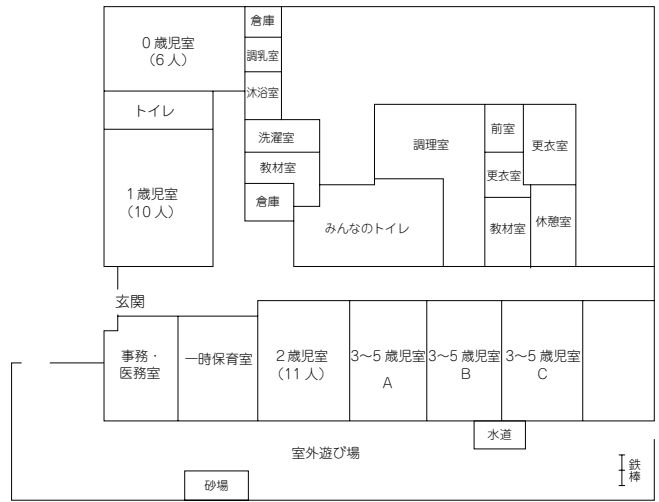 倉庫
0歳児室
(6人)
調乳室
沐浴室
トイレ
洗濯室
調理室
前室
更衣室
教材室
更衣室
1歳児室
(10人)
倉庫
みんなのトイレ
教材室
休憩室
玄関
事務・
医務室
一時保育室
2歳児室
(11人)
3〜5歳児室
A
3〜5歳児室
B
3〜5歳児室
C
水道
室外遊び場
鉄棒
砂場